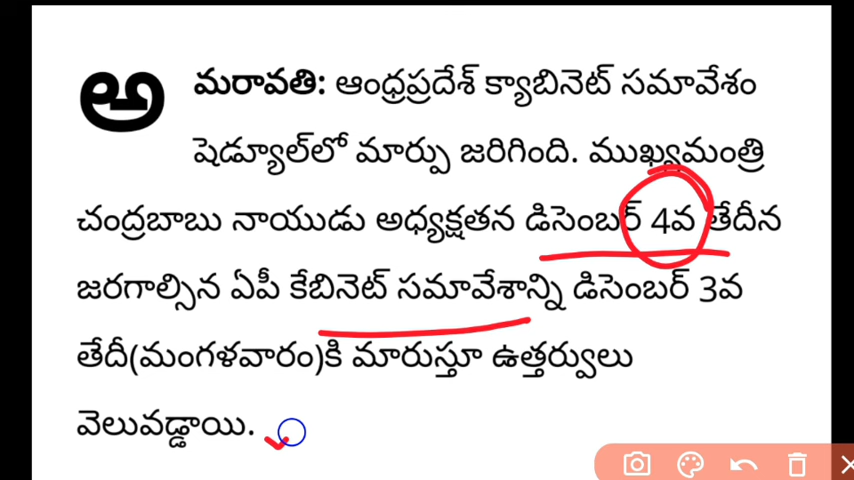 అమరావతి: ఆంధ్రప్రదేశ్ క్యాబినెట్ సమావేశం
షెడ్యూల్‌లో మార్పు జరిగింది. ముఖ్యమంత్రి
చంద్రబాబు నాయుడు అధ్యక్షతన డిసెంబర్ 4వ తేదీన
జరగాల్సిన ఏపీ కేబినెట్ సమావేశాన్ని డిసెంబర్ 3వ
తేదీ(మంగళవారం)కి మారుస్తూ ఉత్తర్వులు
వెలువడ్డాయి.